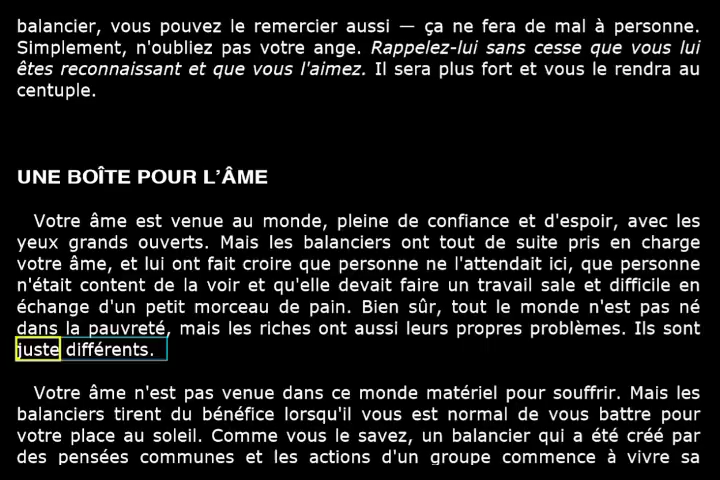 balancier, vous pouvez le remercier aussi — ça ne fera de mal à personne.
Simplement, n'oubliez pas votre ange. Rappelez-lui sans cesse que vous lui
êtes reconnaissant et que vous l'aimez. Il sera plus fort et vous le rendra au
centuple.
UNE BOÎTE POUR L’ÂME
Votre âme est venue au monde, pleine de confiance et d'espoir, avec les
yeux grands ouverts. Mais les balanciers ont tout de suite pris en charge
votre âme, et lui ont fait croire que personne ne l'attendait ici, que personne
n'était content de la voir et qu'elle devait faire un travail sale et difficile en
échange d'un petit morceau de pain. Bien sûr, tout le monde n'est pas né
dans la pauvreté, mais les riches ont aussi leurs propres problèmes. Ils sont
juste différents.
Votre âme n'est pas venue dans ce monde matériel pour souffrir. Mais les
balanciers tirent du bénéfice lorsqu'il vous est normal de vous battre pour
votre place au soleil. Comme vous le savez, un balancier qui a été créé par
des pensées communes et les actions d'un groupe commence à vivre sa